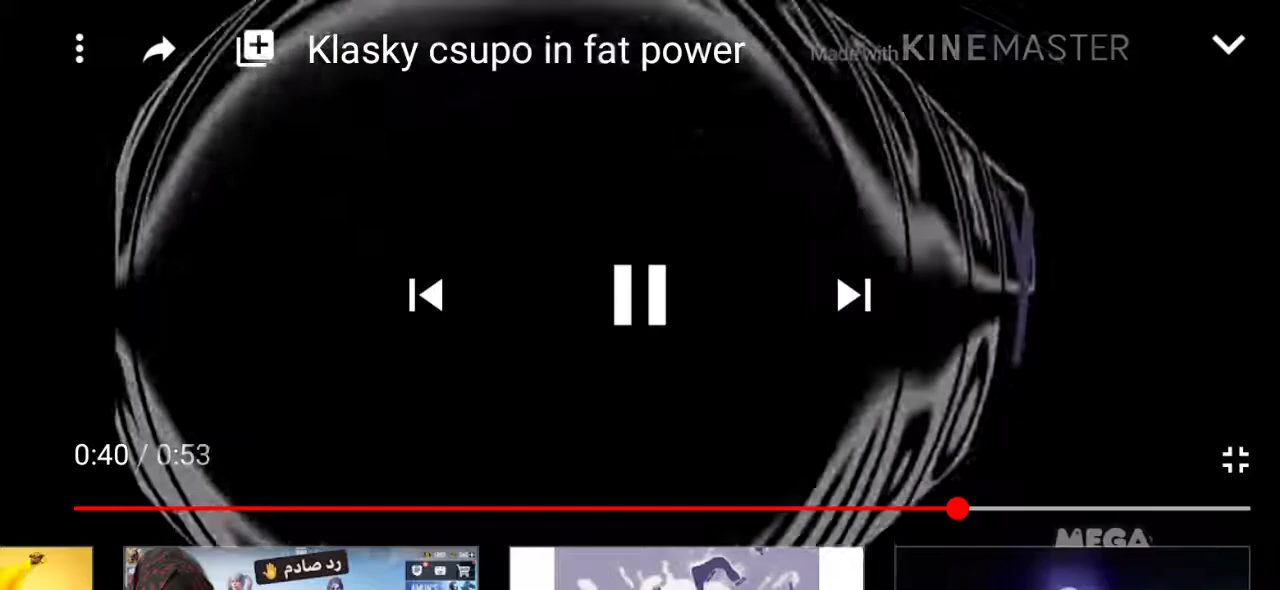 Klasky csupo in fat power
Made with KINEMASTER
0:40 / 0:53
MEGA
رد صادم